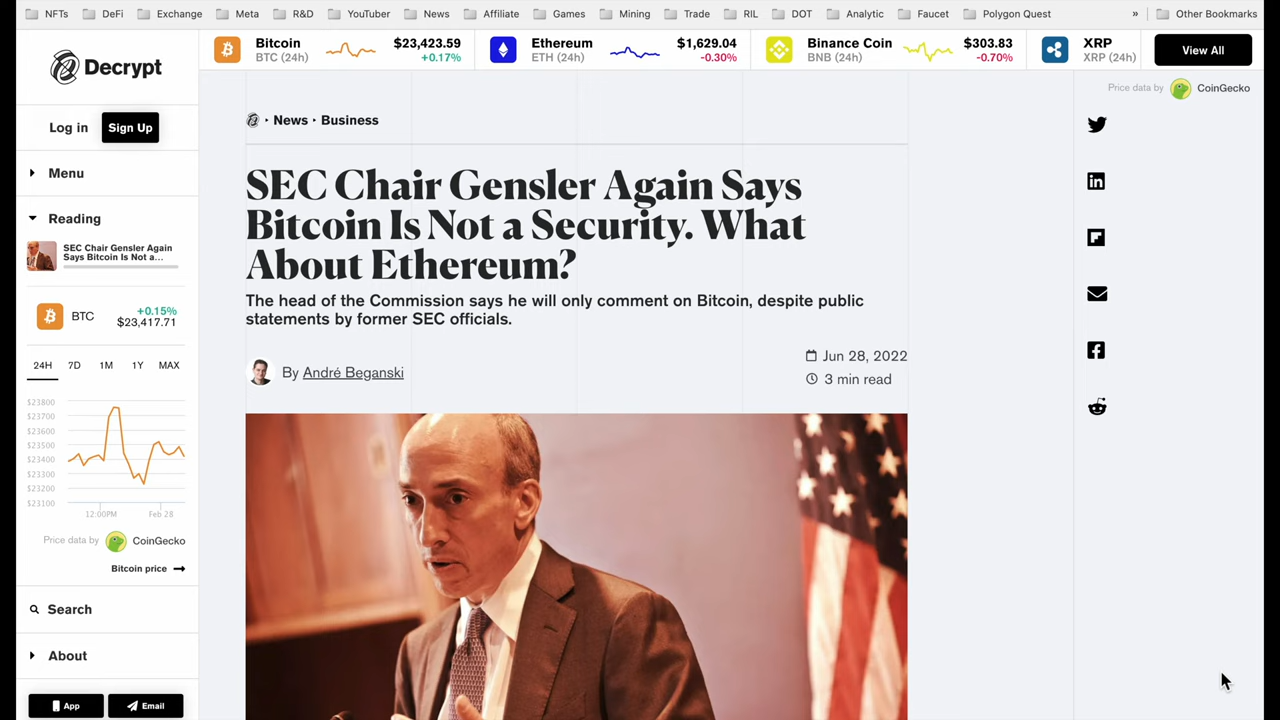 NFTs DeFi Exchange Meta R&D YouTuber News Affiliate Games Mining Trade RIL DOT Analytic Faucet Polygon Quest » Other Bookmarks
Decrypt
Bitcoin $23,423.59
BTC (24h) +0.17%
Ethereum $1,629.04
ETH (24h) -0.30%
Binance Coin $303.83
BNB (24h) -0.70%
XRP
XRP (24h)
View All
Price data by CoinGecko
Log in Sign Up
Menu
Reading
SEC Chair Gensler Again
Says Bitcoin Is Not a...
BTC +0.15%
$23,417.71
24H 7D 1M 1Y MAX
$23800
$23700
$23600
$23500
$23400
$23300
$23200
$23100
12:00PM Feb 28
Price data by CoinGecko
Bitcoin price →
Search
About
App Email
· News · Business
SEC Chair Gensler Again Says
Bitcoin Is Not a Security. What
About Ethereum?
The head of the Commission says he will only comment on Bitcoin, despite public
statements by former SEC officials.
By André Beganski
Jun 28, 2022
3 min read